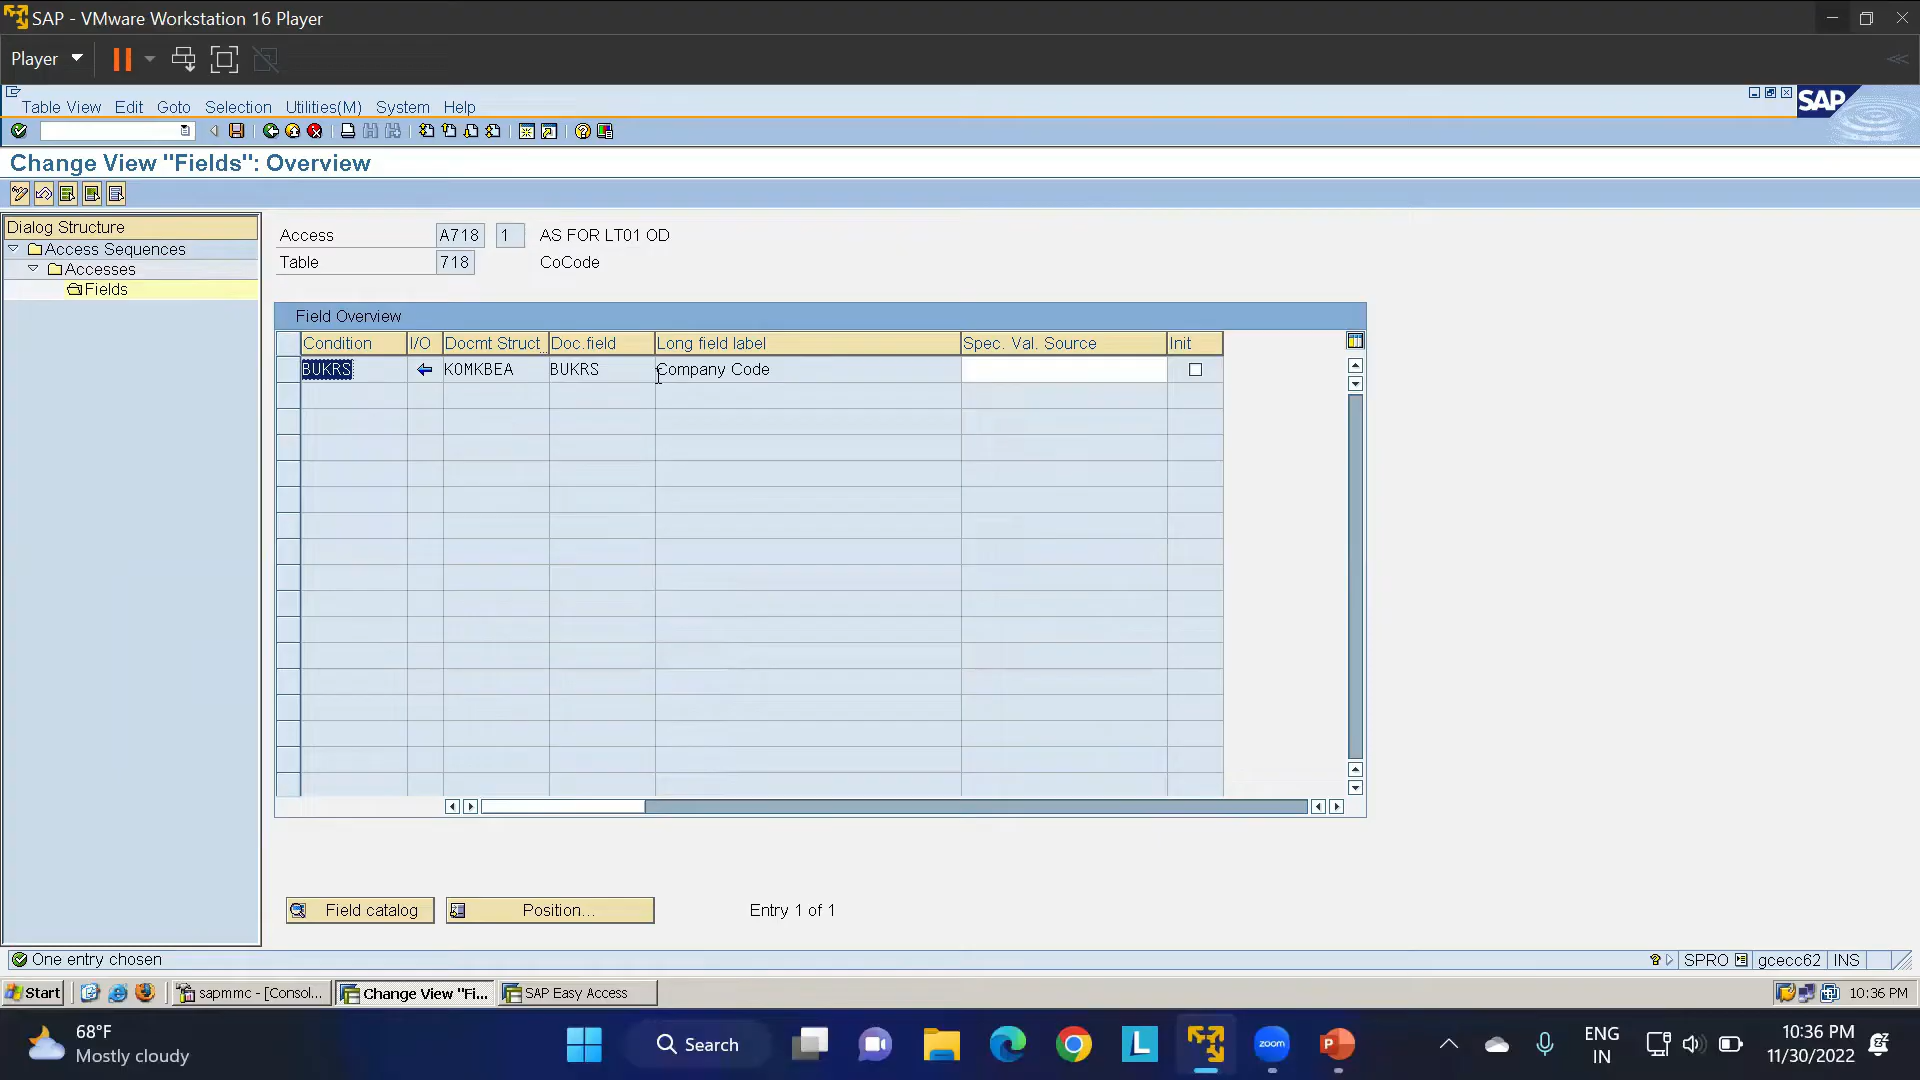 SAP - VMware Workstation 16 Player
Player
Table View Edit Goto Selection Utilities(M) System Help
SAP
Change View "Fields": Overview
Dialog Structure
Access Sequences
Accesses
Fields
Access A718 1 AS FOR LT01 OD
Table 718 CoCode
Field Overview
Condition I/O Docmt Struct.. Doc.field Long field label Spec. Val. Source Init
BUKRS KOMKBEA BUKRS Company Code
Field catalog Position... Entry 1 of 1
One entry chosen
SPRO gcecc62 INS
Start sapmmc - [Consol... Change View "Fi... SAP Easy Access 10:36 PM
68°F
Mostly cloudy
Search
L
zoom
P
ENG
IN
10:36 PM
11/30/2022